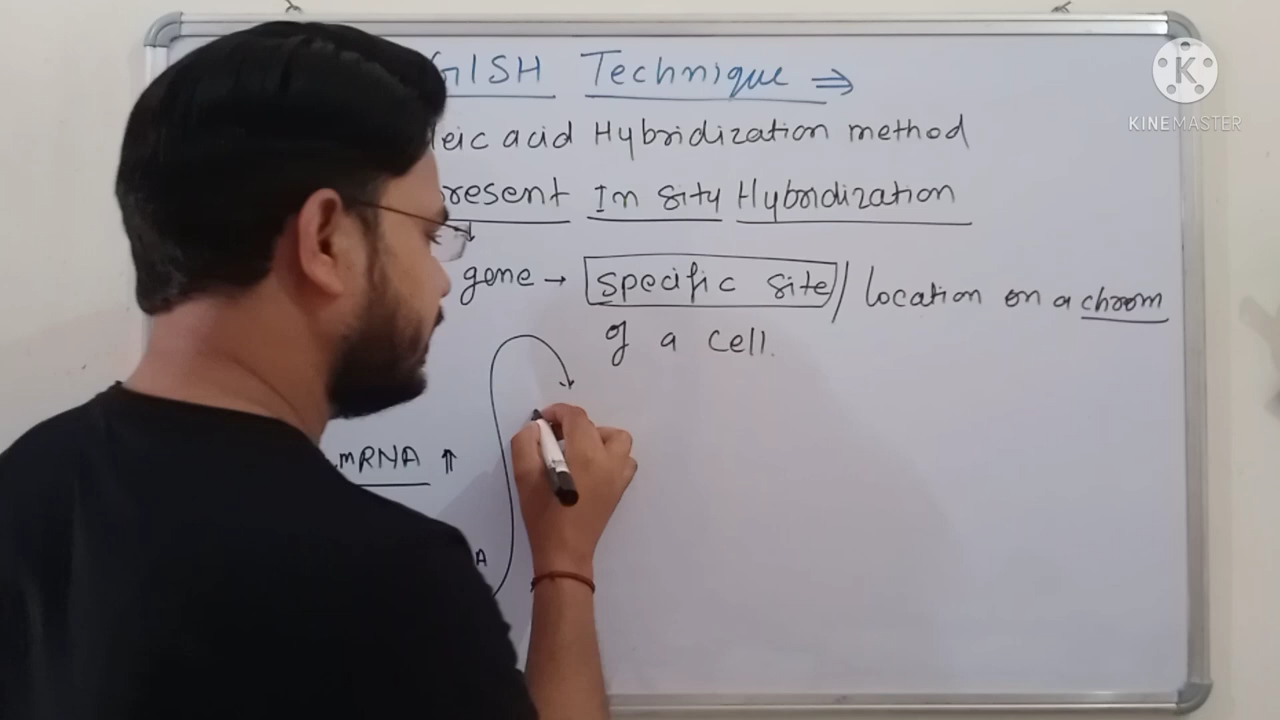 GISH Technique ⇒
KINEMASTER
leic acid Hybridization method
resent In situ Hybridization
gene → specific site / location on a chrom
of a cell.
mRNA ↑
A